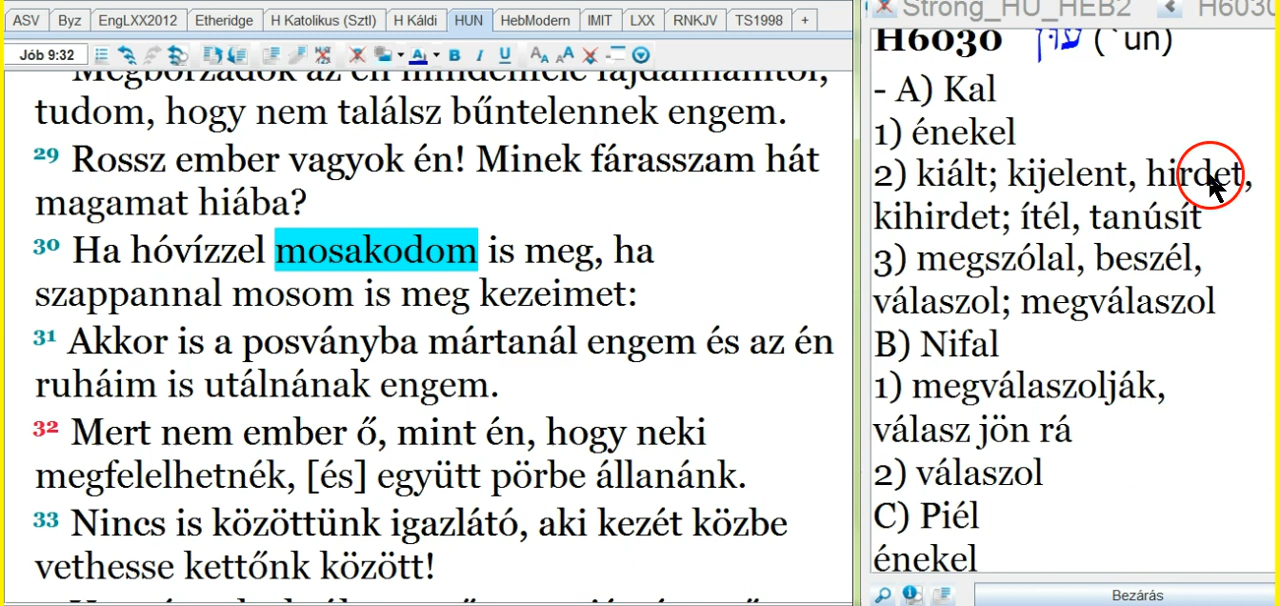 ASV Byz EngLXX2012 Etheridge H Katolikus (Sztl) H Káldi HUN HebModern IMIT LXX RNKJV TS1998 +
Jób 9:32
tudom, hogy nem találsz bűntelennek engem.
29 Rossz ember vagyok én! Minek fárasszam hát
magamat hiába?
30 Ha hóvízzel mosakodom is meg, ha
szappannal mosom is meg kezeimet:
31 Akkor is a posványba mártanál engem és az én
ruháim is utálnának engem.
32 Mert nem ember ő, mint én, hogy neki
megfelelhetnék, [és] együtt pörbe állanánk.
33 Nincs is közöttünk igazlátó, aki kezét közbe
vethesse kettőnk között!
Strong_HU_HEB2 H6030
H6030 עוּן (`un)
- A) Kal
1) énekel
2) kiált; kijelent, hirdet,
kihirdet; ítél, tanúsít
3) megszólal, beszél,
válaszol; megválaszol
B) Nifal
1) megválaszolják,
válasz jön rá
2) válaszol
C) Piél
énekel
Bezárás